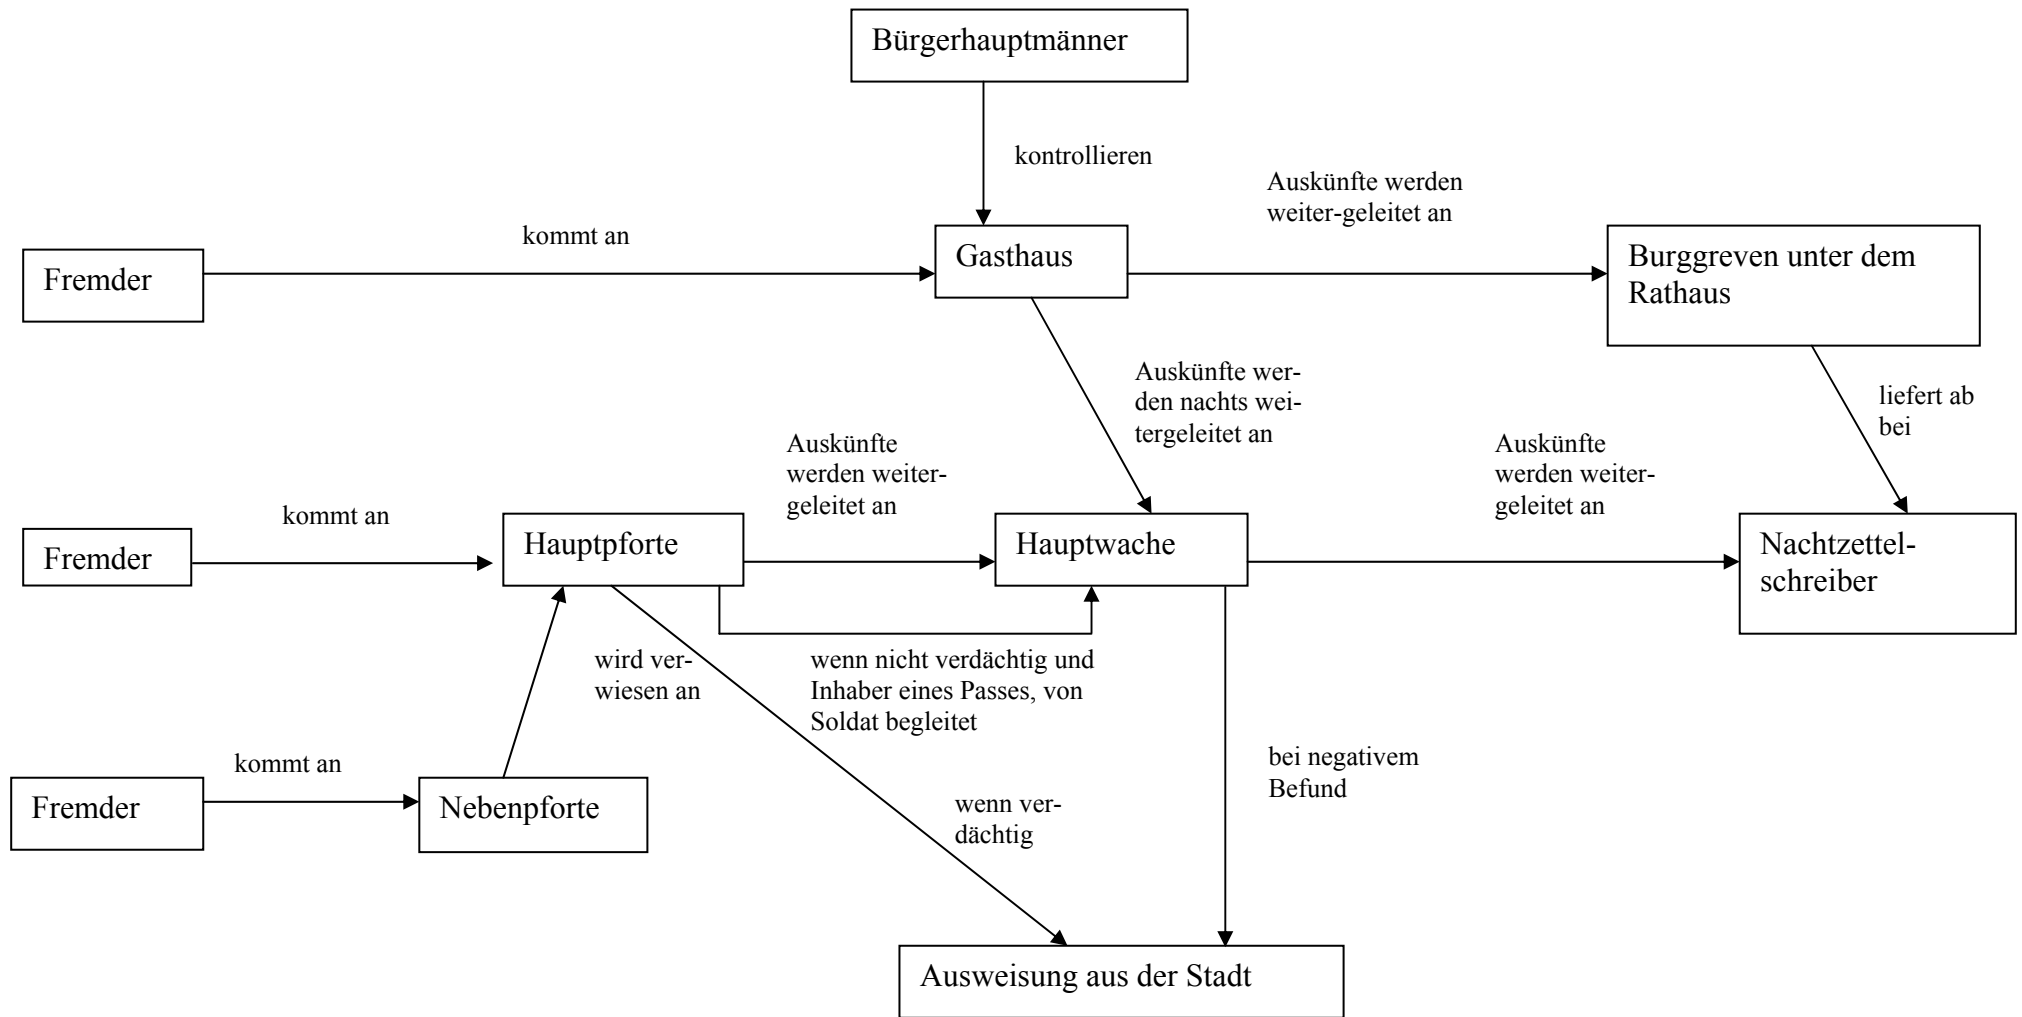 Bürgerhauptmänner
kontrollieren
Auskünfte werden
weiter-geleitet an
kommt an
Fremder
Gasthaus
Burggreven unter dem
Rathaus
Auskünfte wer-
den nachts wei-
tergeleitet an
liefert ab
bei
Auskünfte
werden weiter-
geleitet an
Auskünfte
werden weiter-
geleitet an
kommt an
Fremder
Hauptpforte
Hauptwache
Nachtzettel-
schreiber
wird ver-
wiesen an
wenn nicht verdächtig und
Inhaber eines Passes, von
Soldat begleitet
bei negativem
Befund
kommt an
Fremder
Nebenpforte
wenn ver-
dächtig
Ausweisung aus der Stadt